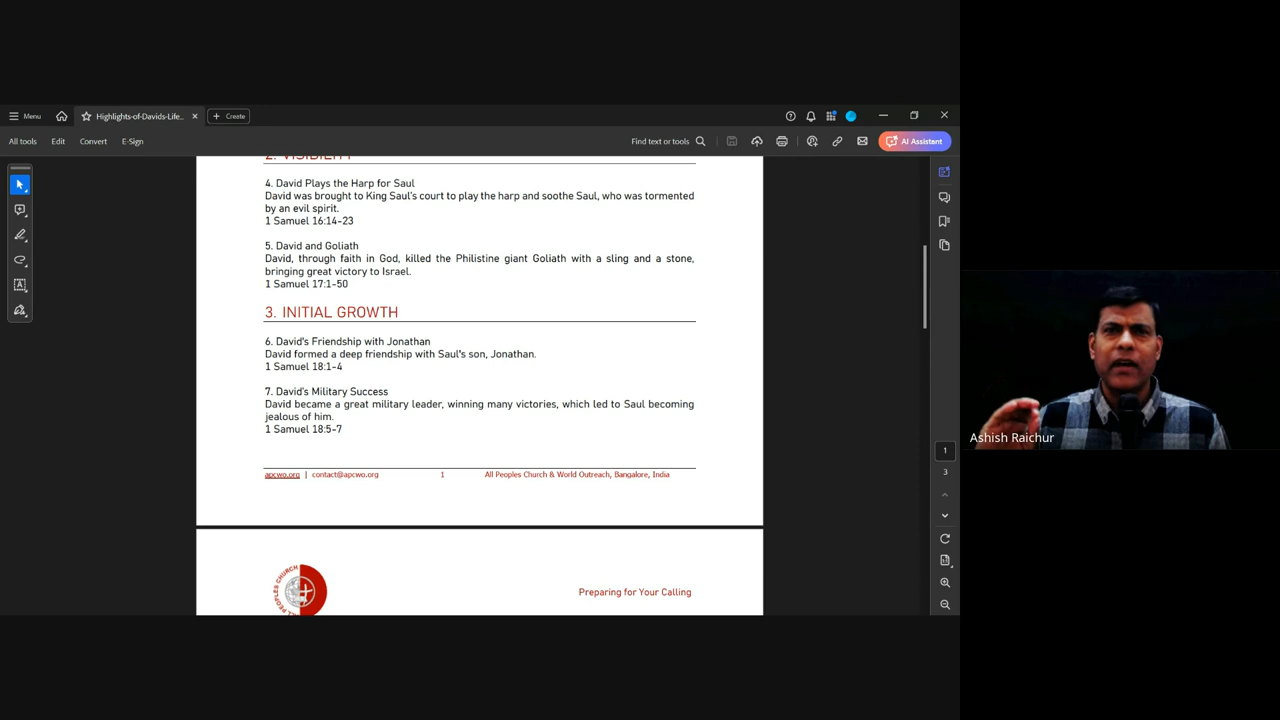 Menu
Highlights-of-Davids-Life...
Create
All tools
Edit
Convert
E-Sign
Find text or tools
AI Assistant
2. VISIBILITY
4. David Plays the Harp for Saul
David was brought to King Saul's court to play the harp and soothe Saul, who was tormented
by an evil spirit.
1 Samuel 16:14-23
5. David and Goliath
David, through faith in God, killed the Philistine giant Goliath with a sling and a stone,
bringing great victory to Israel.
1 Samuel 17:1-50
3. INITIAL GROWTH
6. David's Friendship with Jonathan
David formed a deep friendship with Saul's son, Jonathan.
1 Samuel 18:1-4
7. David's Military Success
David became a great military leader, winning many victories, which led to Saul becoming
jealous of him.
1 Samuel 18:5-7
apcwo.org | contact@apcwo.org 1 All Peoples Church & World Outreach, Bangalore, India
Preparing for Your Calling
1
3
Ashish Raichur